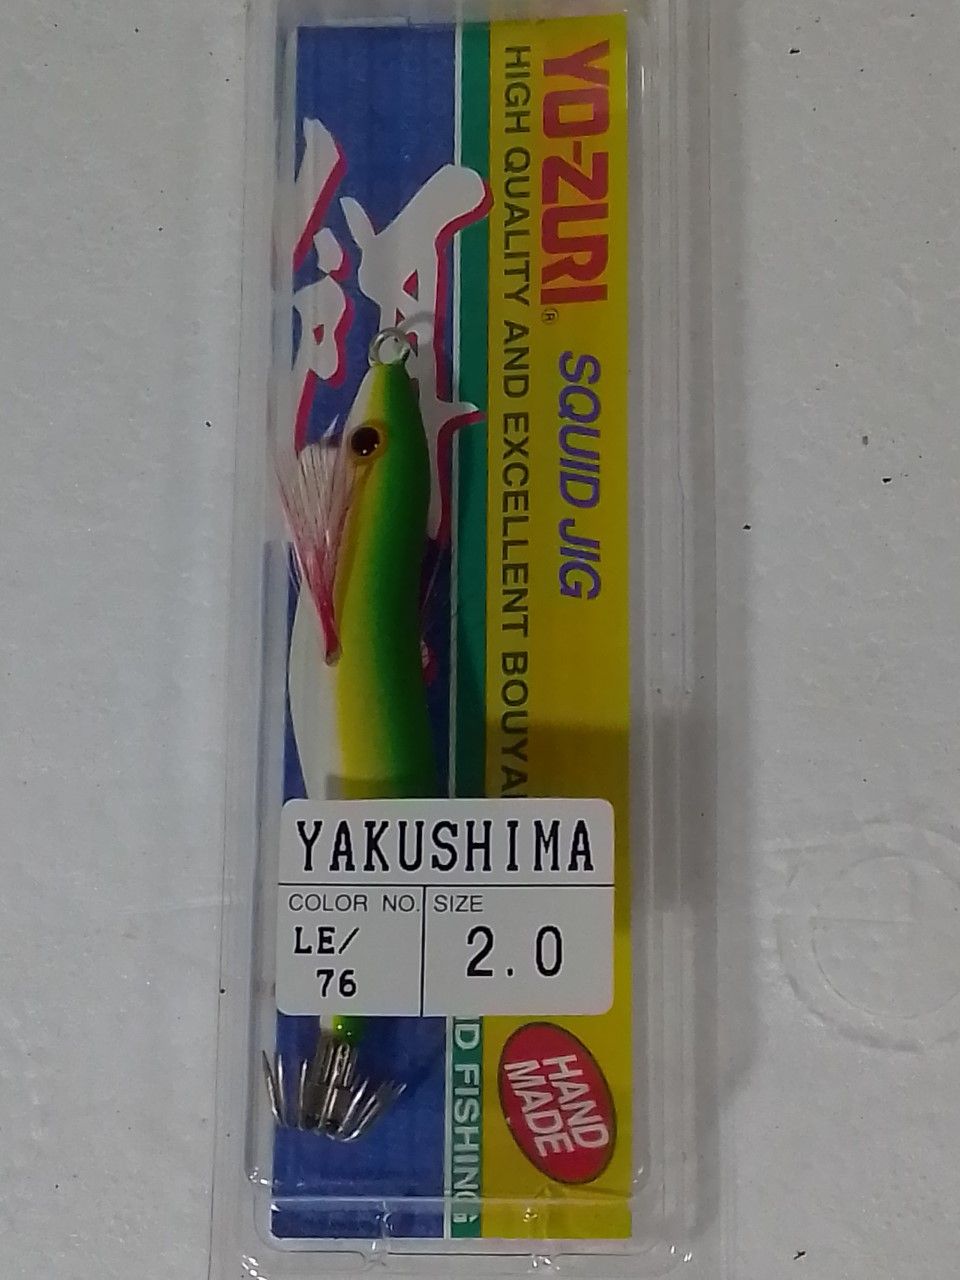 YO-ZURI®
SQUID JIG
HIGH QUALITY AND EXCELLENT BOUYA
YAKUSHIMA
COLOR NO.
SIZE
LE/
76
2.0
HAND
MADE
FISHING